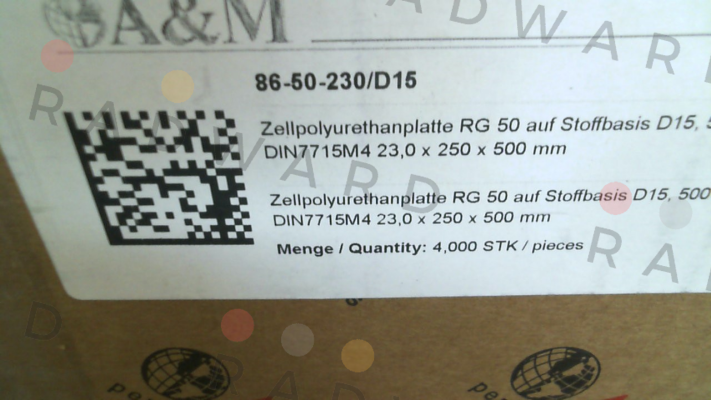 A&M
86-50-230/D15
Zellpolyurethanplatte RG 50 auf Stoffbasis D15,
DIN7715M4 23,0 x 250 x 500 mm
Zellpolyurethanplatte RG 50 auf Stoffbasis D15, 500
DIN7715M4 23,0 x 250 x 500 mm
Menge / Quantity: 4,000 STK / pieces
RADWARD